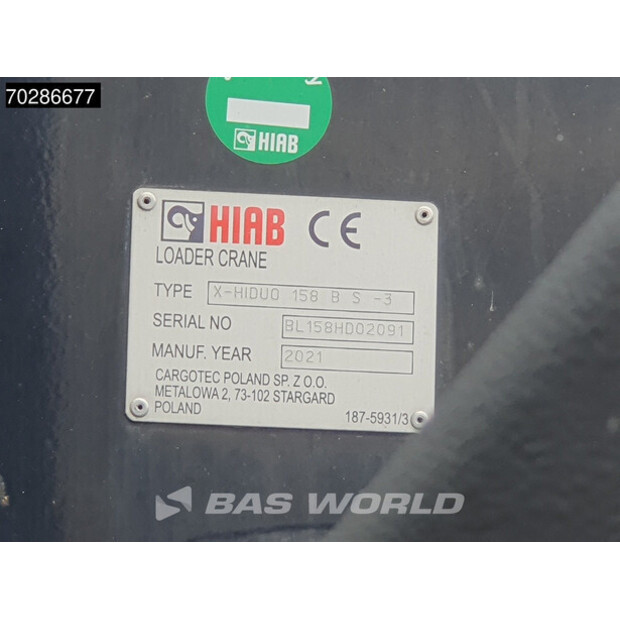 70286677
HIAB
HIAB CE
LOADER CRANE
TYPE X-HIDUO 158 B S -3
SERIAL NO BL158HD02091
MANUF. YEAR 2021
CARGOTEC POLAND SP. Z O.O.
METALOWA 2, 73-102 STARGARD
POLAND 187-5931/3
BAS WORLD